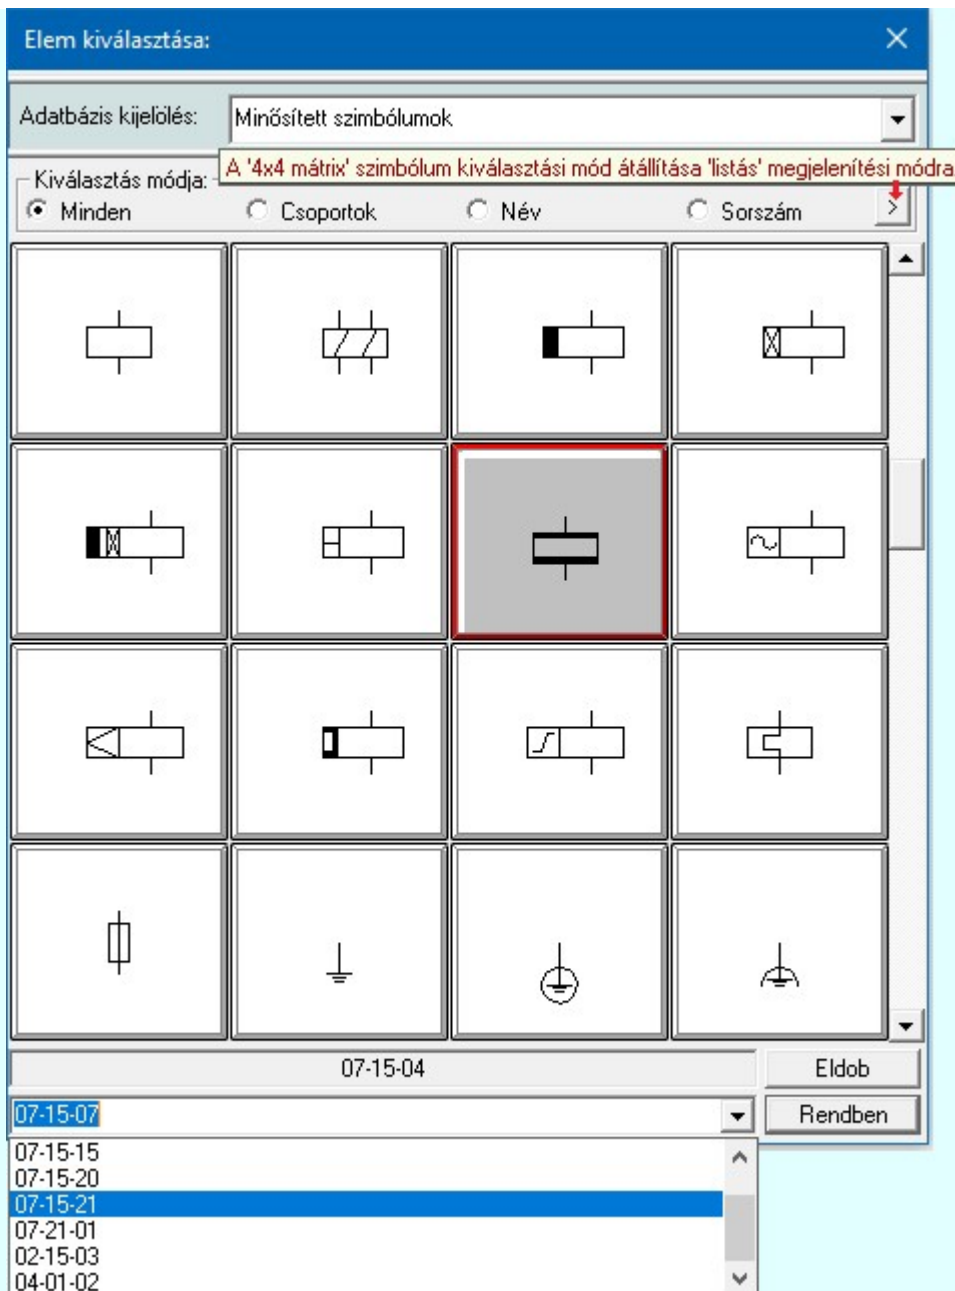 Elem kiválasztása:
Adatbázis kijelölés:
Minősített szimbólumok
A '4x4 mátrix' szimbólum kiválasztási mód átállítása 'listás' megjelenítési módra
Kiválasztás módja:
Minden
Csoportok
Név
Sorszám
>
07-15-04
Eldob
07-15-07
Rendben
07-15-15
07-15-20
07-15-21
07-21-01
02-15-03
04-01-02